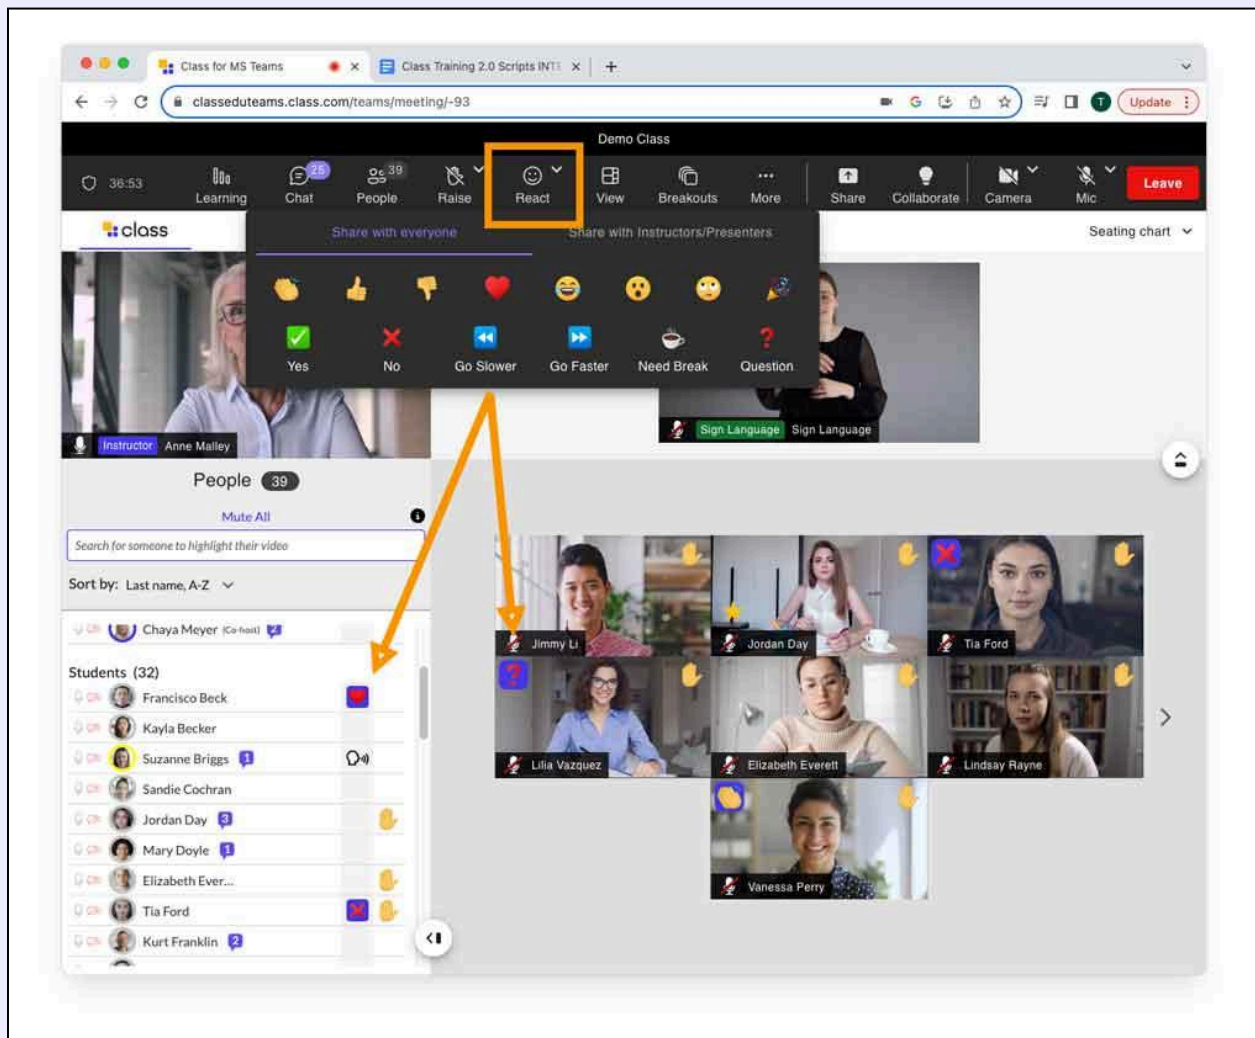 Class for MS Teams
Class Training 2.0 Scripts INTE
classeduteams.class.com/teams/meeting/-93
T
Update
Demo Class
36:53
Learning
25
Chat
39
People
Raise
React
View
Breakouts
More
Share
Collaborate
Camera
Mic
Leave
class
Share with everyone
Share with Instructors/Presenters
Seating chart
Yes
No
Go Slower
Go Faster
Need Break
Question
Instructor Anne Malley
Sign Language Sign Language
People 39
Mute All
Search for someone to highlight their video
Sort by: Last name, A-Z
Chaya Meyer (Co-host) 2
Students (32)
Francisco Beck
Kayla Becker
Suzanne Briggs 1
Sandie Cochran
Jordan Day 3
Mary Doyle 1
Elizabeth Ever...
Tia Ford
Kurt Franklin 2
Jimmy Li
Jordan Day
Tia Ford
Lilia Vazquez
Elizabeth Everett
Lindsay Rayne
Vanessa Perry